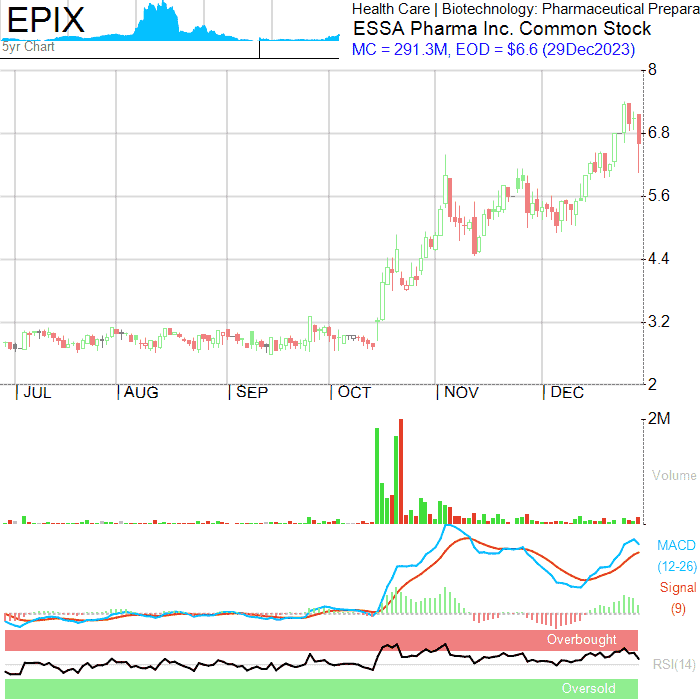 EPIX
5yr Chart
Health Care | Biotechnology: Pharmaceutical Prepara
ESSA Pharma Inc. Common Stock
MC = 291.3M, EOD = $6.6 (29Dec2023)
8
6.8
5.6
4.4
3.2
2
JUL AUG SEP OCT NOV DEC
2M
Volume
MACD
(12-26)
Signal
(9)
Overbought
RSI(14)
Oversold